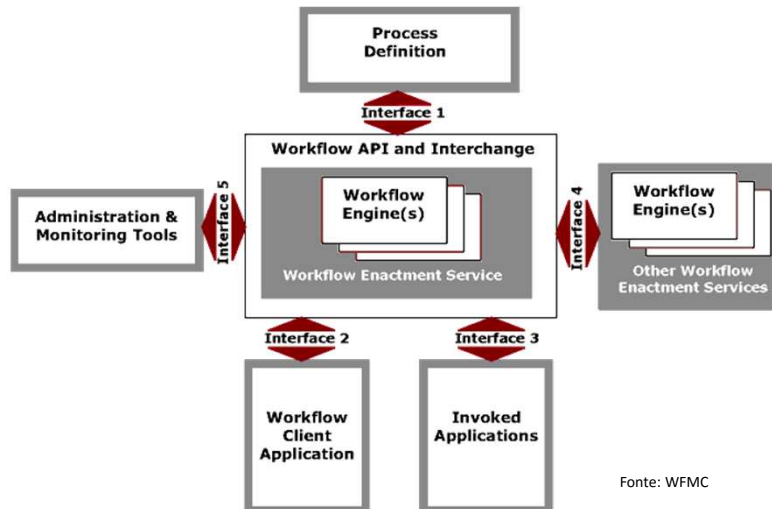 Process
Definition
Interface 1
Workflow API and Interchange
Workflow
Engine(s)
Workflow Enactment Service
Interface 5
Administration &
Monitoring Tools
Interface 4
Workflow
Engine(s)
Other Workflow
Enactment Services
Interface 2
Interface 3
Workflow
Client
Application
Invoked
Applications
Fonte: WFMC